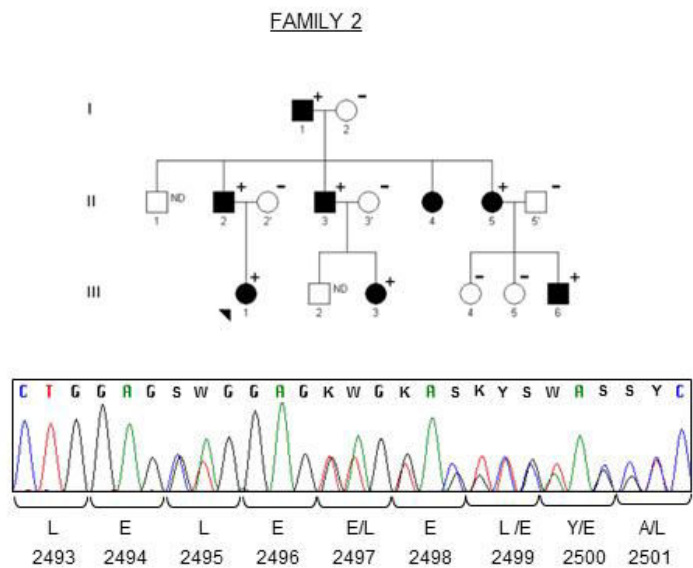 FAMILY 2
I
+ -
1 2
II
ND + - + - + -
1 2 2' 3 3' 4 5 5'
III
+ ND + - - +
1 2 3 4 5 6
C T G G A G S W G G A G K W G K A S K Y S W A S S Y C
L E L E E/L E L /E Y/E A/L
2493 2494 2495 2496 2497 2498 2499 2500 2501